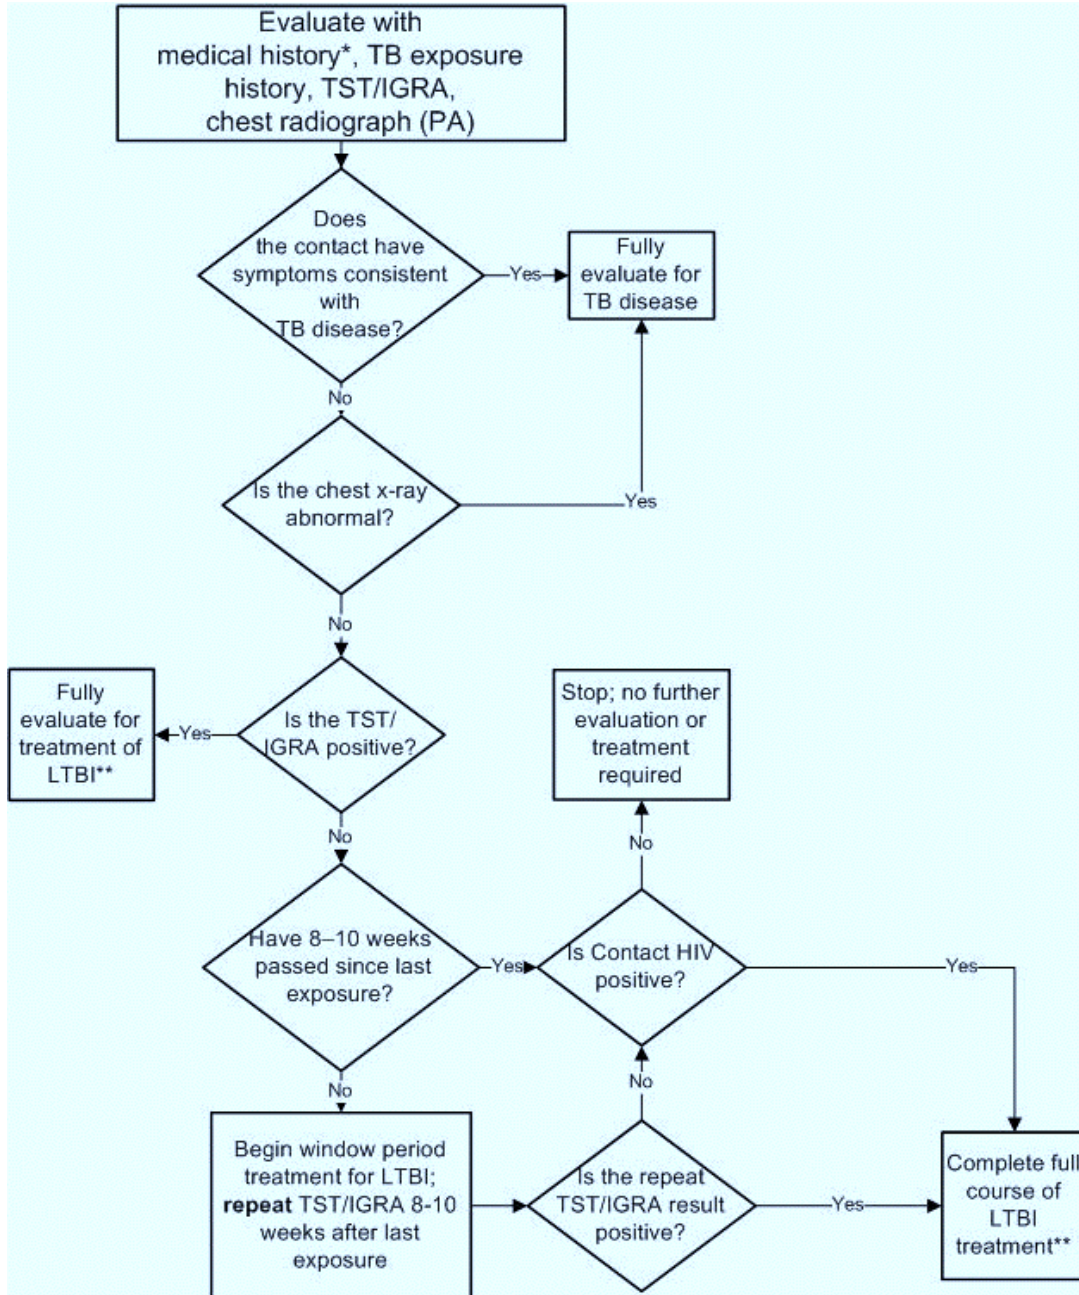 Evaluate with
medical history*, TB exposure
history, TST/IGRA,
chest radiograph (PA)
Does
the contact have
symptoms consistent
with
TB disease?
Yes
Fully
evaluate for
TB disease
No
Is the chest x-ray
abnormal?
Yes
No
Fully
evaluate for
treatment of
LTBI**
Yes
Is the TST/
IGRA positive?
Stop; no further
evaluation or
treatment
required
No
No
Have 8–10 weeks
passed since last
exposure?
Yes
Is Contact HIV
positive?
Yes
No
No
Begin window period
treatment for LTBI;
repeat TST/IGRA 8-10
weeks after last
exposure
Is the repeat
TST/IGRA result
positive?
Yes
Complete full
course of
LTBI
treatment**